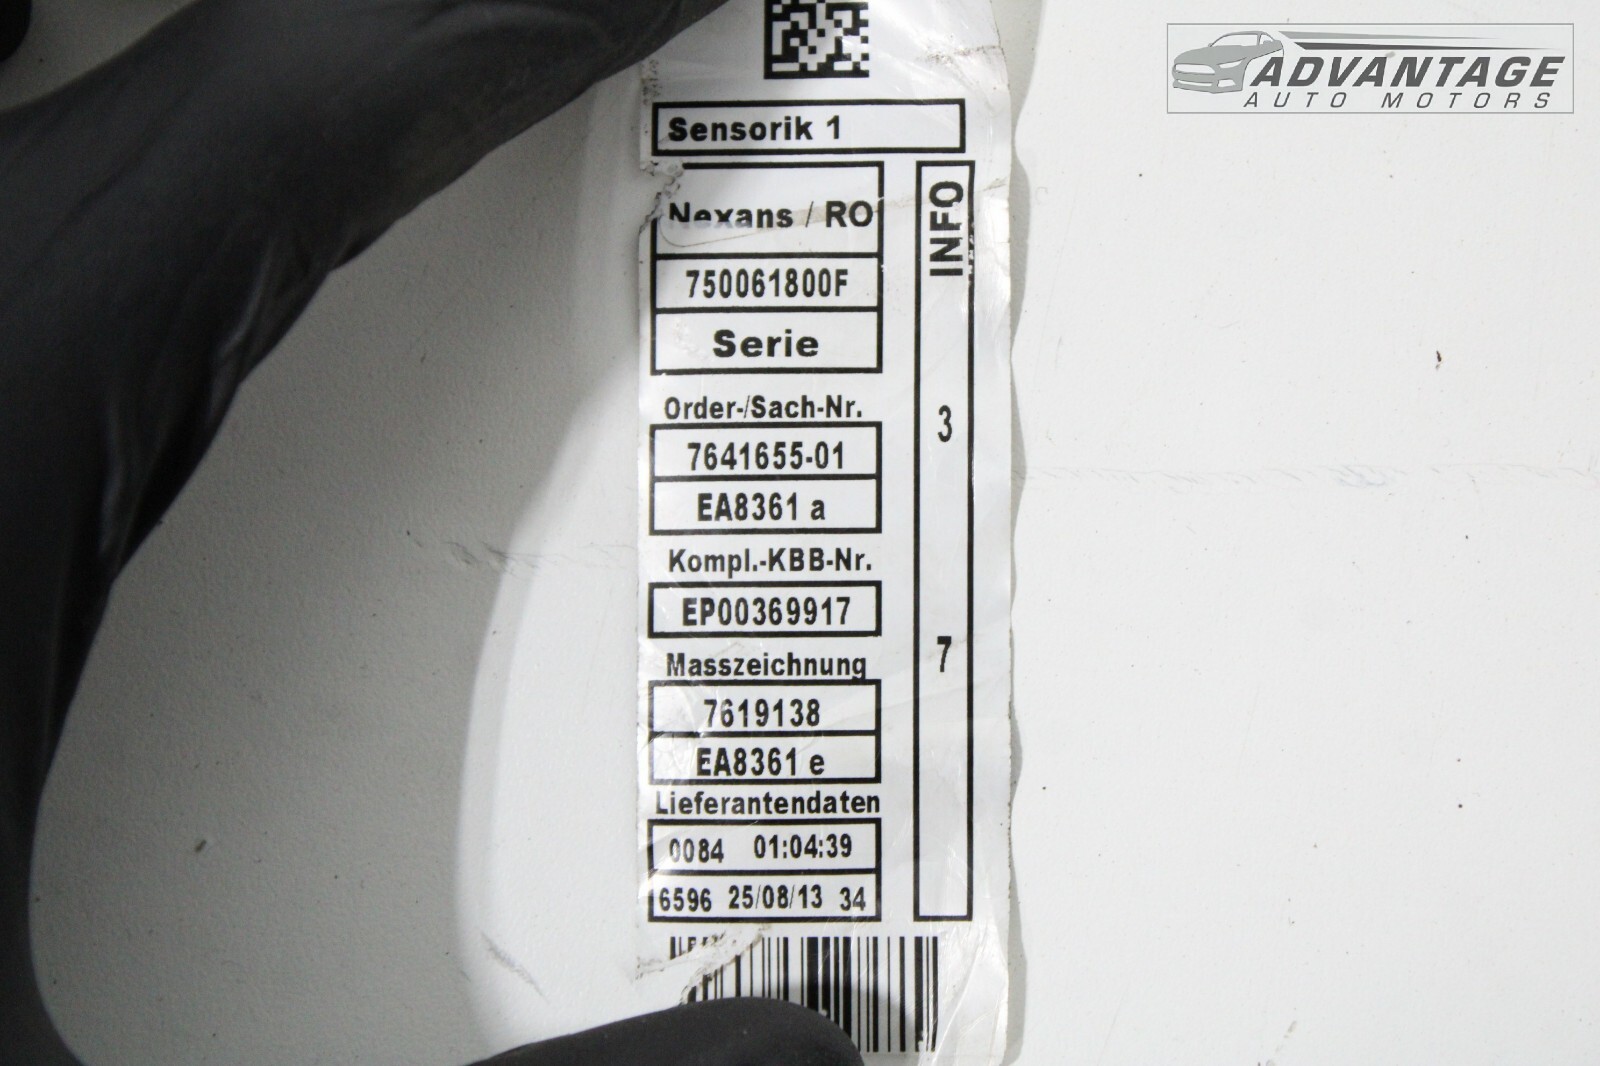 ADVANTAGE
AUTO MOTORS
Sensorik 1
Nexans / RO
750061800F
Serie
Order-/Sach-Nr.
7641655-01
EA8361 a
Kompl.-KBB-Nr.
EP00369917
Masszeichnung
7619138
EA8361 e
Lieferantendaten
0084 01:04:39
6596 25/08/13 34
INFO
3
7